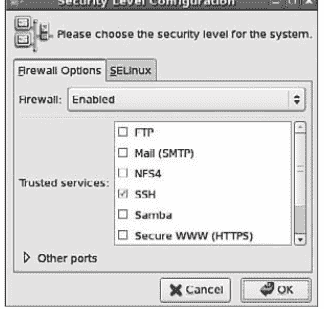 Security Level Configuration
Please choose the security level for the system.
Firewall Options SELinux
Firewall: Enabled
Trusted services:
FTP
Mail (SMTP)
NFS4
SSH
Samba
Secure WWW (HTTPS)
Other ports
Cancel OK